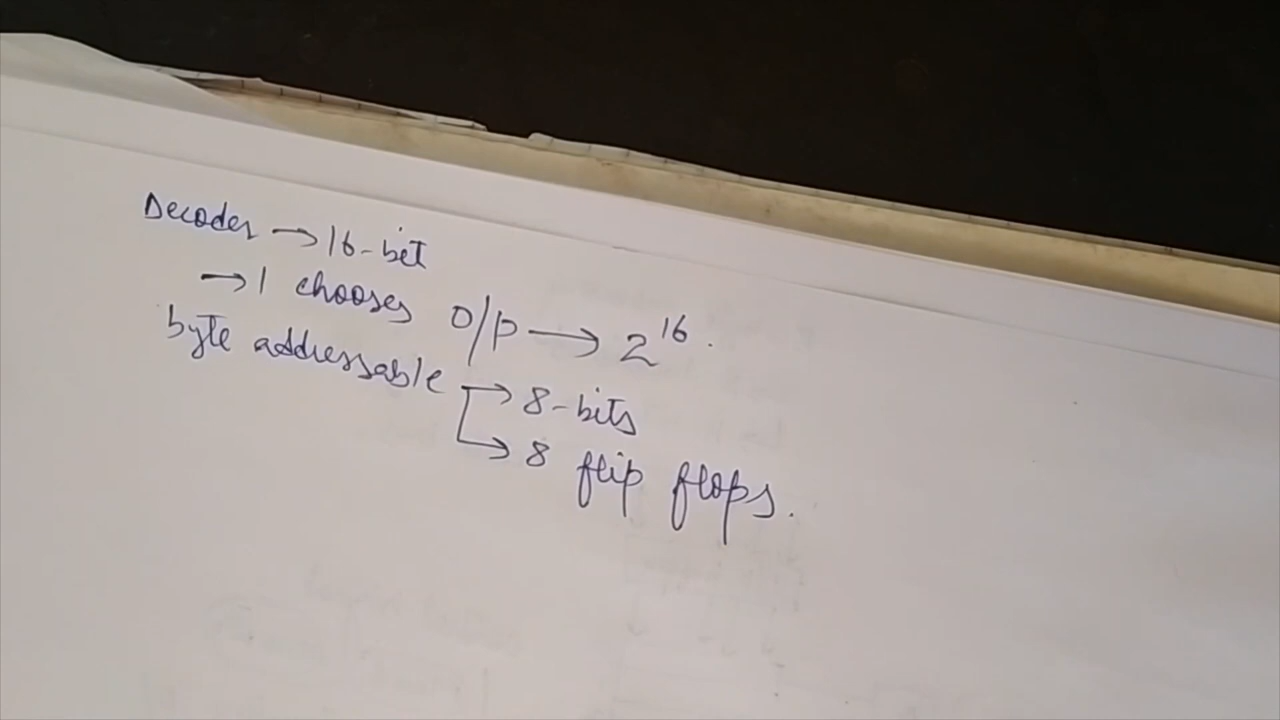 Decoder → 16-bit
→ 1 chooses O/P → 2^16.
byte addressable → 8-bits
→ 8 flip flops.